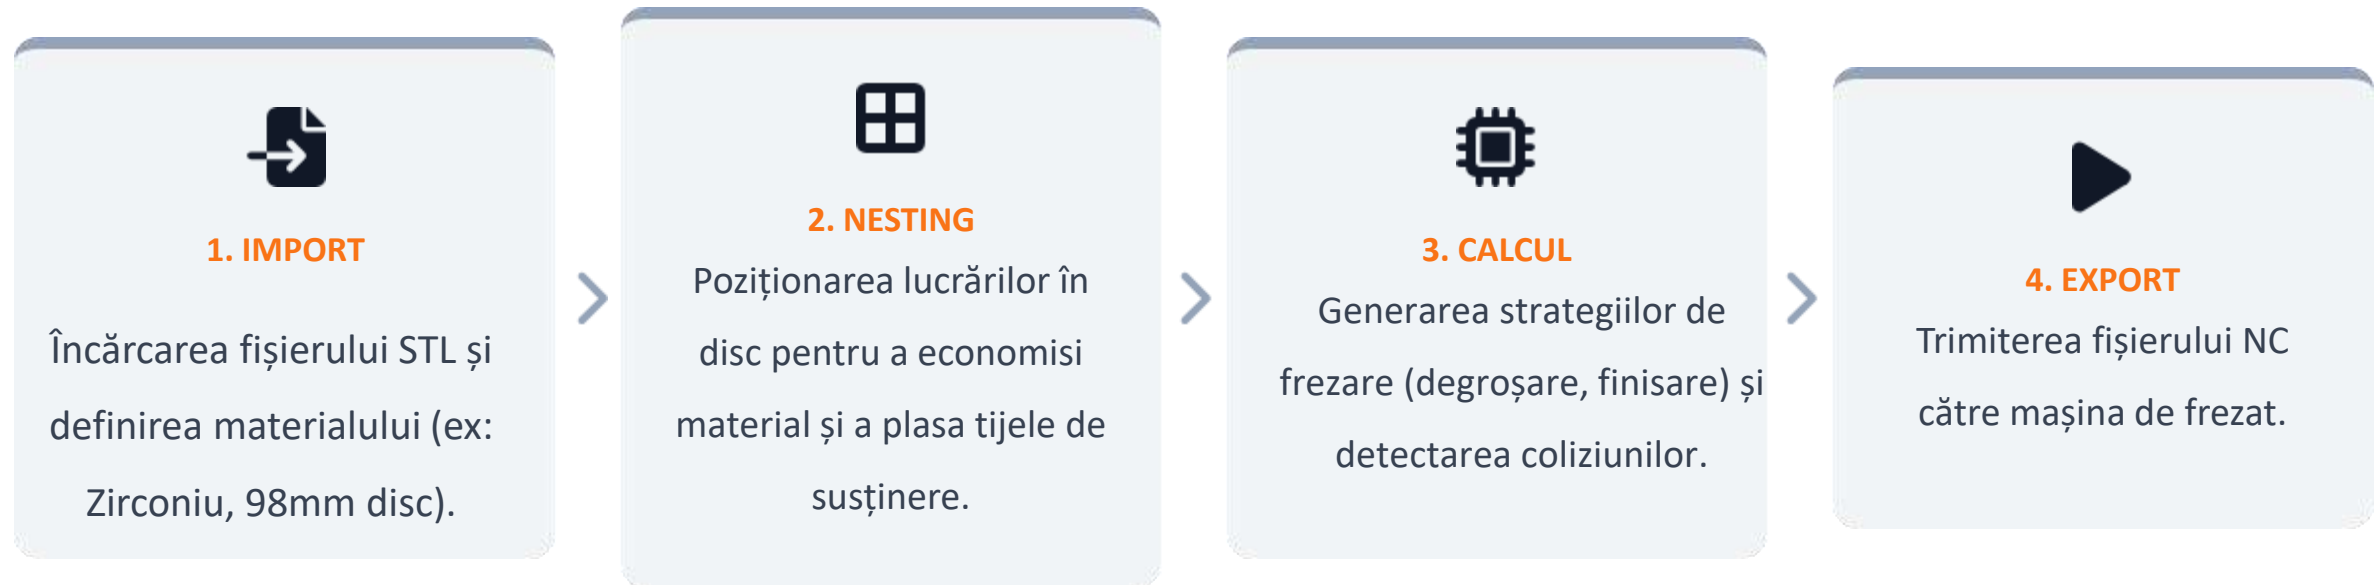 1. IMPORT
Încărcarea fișierului STL și
definirea materialului (ex:
Zirconiu, 98mm disc).
2. NESTING
Poziționarea lucrărilor în
disc pentru a economisi
material și a plasa tijele de
susținere.
3. CALCUL
Generarea strategiilor de
frezare (degroșare, finisare) și
detectarea coliziunilor.
4. EXPORT
Trimiterea fișierului NC
către mașina de frezat.